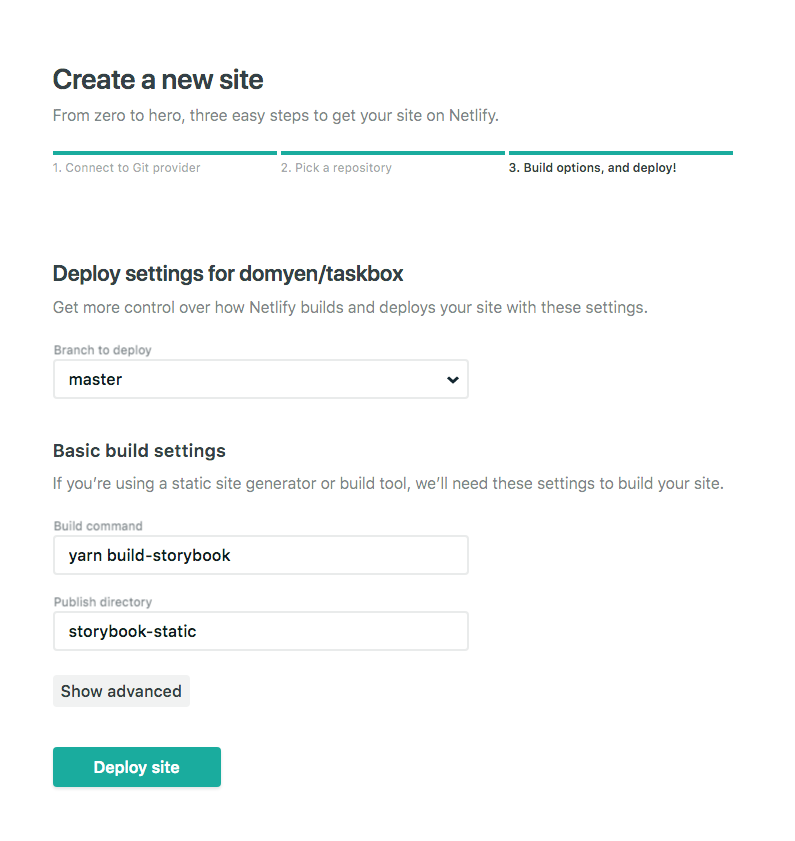 Create a new site
From zero to hero, three easy steps to get your site on Netlify.
1. Connect to Git provider
2. Pick a repository
3. Build options, and deploy!
Deploy settings for domyen/taskbox
Get more control over how Netlify builds and deploys your site with these settings.
Branch to deploy
master
Basic build settings
If you’re using a static site generator or build tool, we’ll need these settings to build your site.
Build command
yarn build-storybook
Publish directory
storybook-static
Show advanced
Deploy site